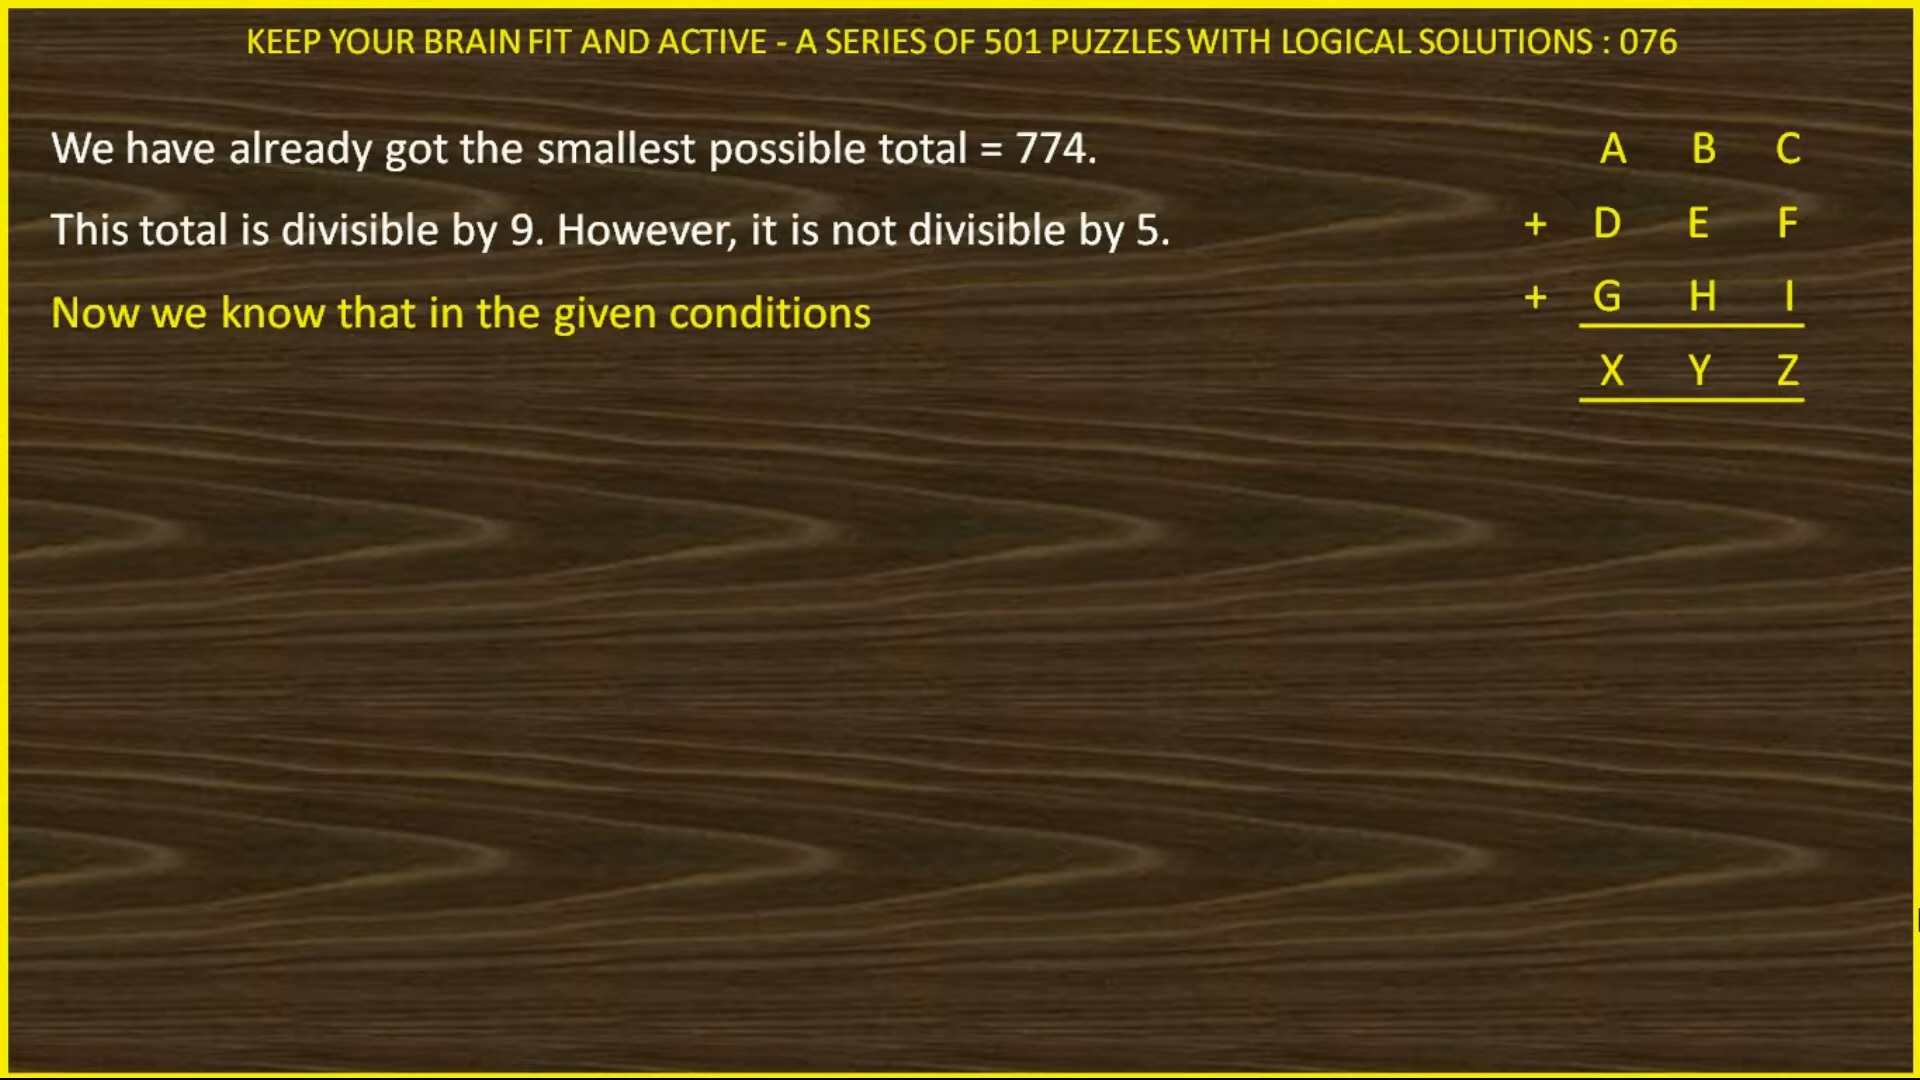 KEEP YOUR BRAIN FIT AND ACTIVE - A SERIES OF 501 PUZZLES WITH LOGICAL SOLUTIONS : 076
We have already got the smallest possible total = 774.
This total is divisible by 9. However, it is not divisible by 5.
Now we know that in the given conditions
A B C
+ D E F
+ G H I
X Y Z